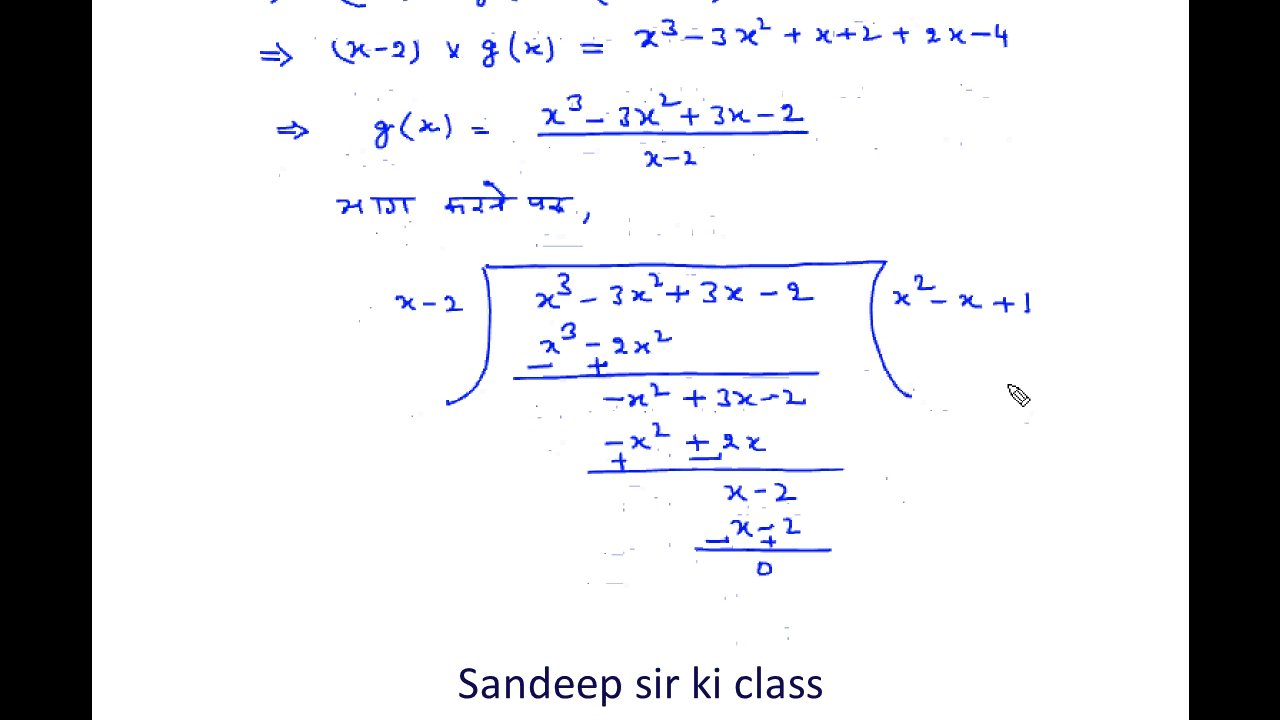 ⇒ (x-2) × g(x) = x³ - 3x² + x + 2 + 2x - 4
⇒ g(x) = x³ - 3x² + 3x - 2
x-2
भाग करने पर,
x-2 ) x³ - 3x² + 3x - 2 ( x² - x + 1
x³ - 2x²
- +
-x² + 3x - 2
-x² + 2x
+ -
x - 2
x - 2
- +
0
Sandeep sir ki class